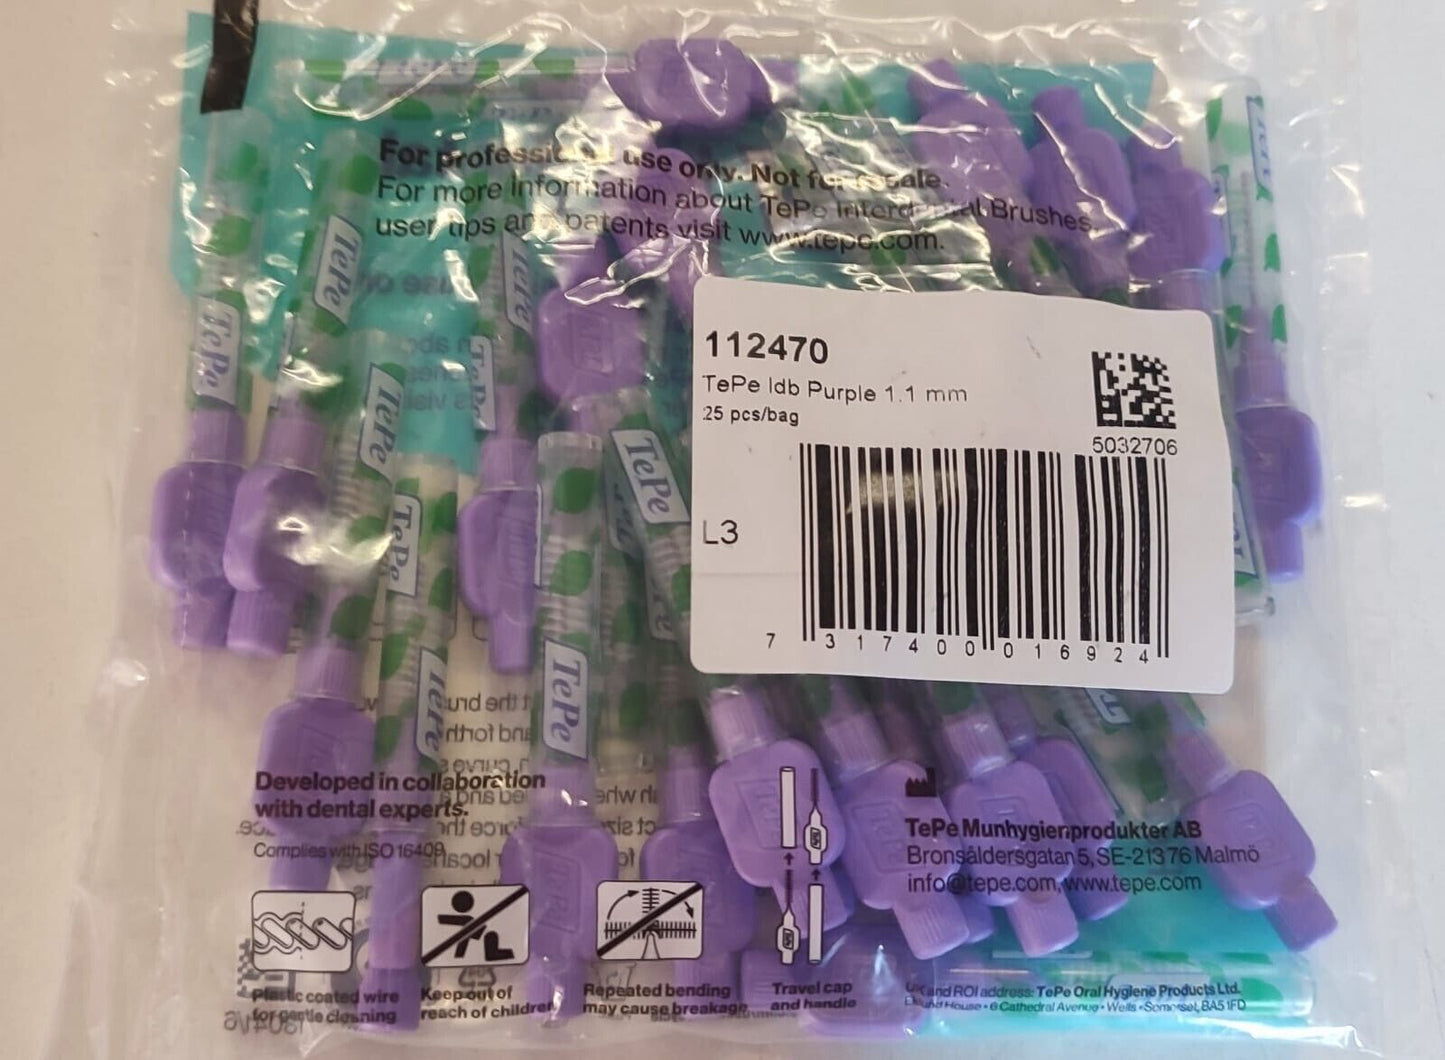 For professional use only. Not for resale.
For more information about TePe Interdental Brushes,
user tips and patents visit www.tepe.com.
112470
TePe Idb Purple 1.1 mm
25 pcs/bag
5032706
L3
7 317400 016924
TePe
TePe
TePe
TePe
TePe
TePe
TePe
TePe
TePe
Developed in collaboration
with dental experts.
Complies with ISO 16409
TePe Munhygienprodukter AB
Bronsåldersgatan 5, SE-213 76 Malmö
info@tepe.com, www.tepe.com
Plastic coated wire
for gentle cleaning
Keep out of
reach of children
Repeated bending
may cause breakage
Travel cap
and handle
UK and ROI address: TePe Oral Hygiene Products Ltd.
House • 6 Cathedral Avenue • Wells • Somerset, BA5 1FD